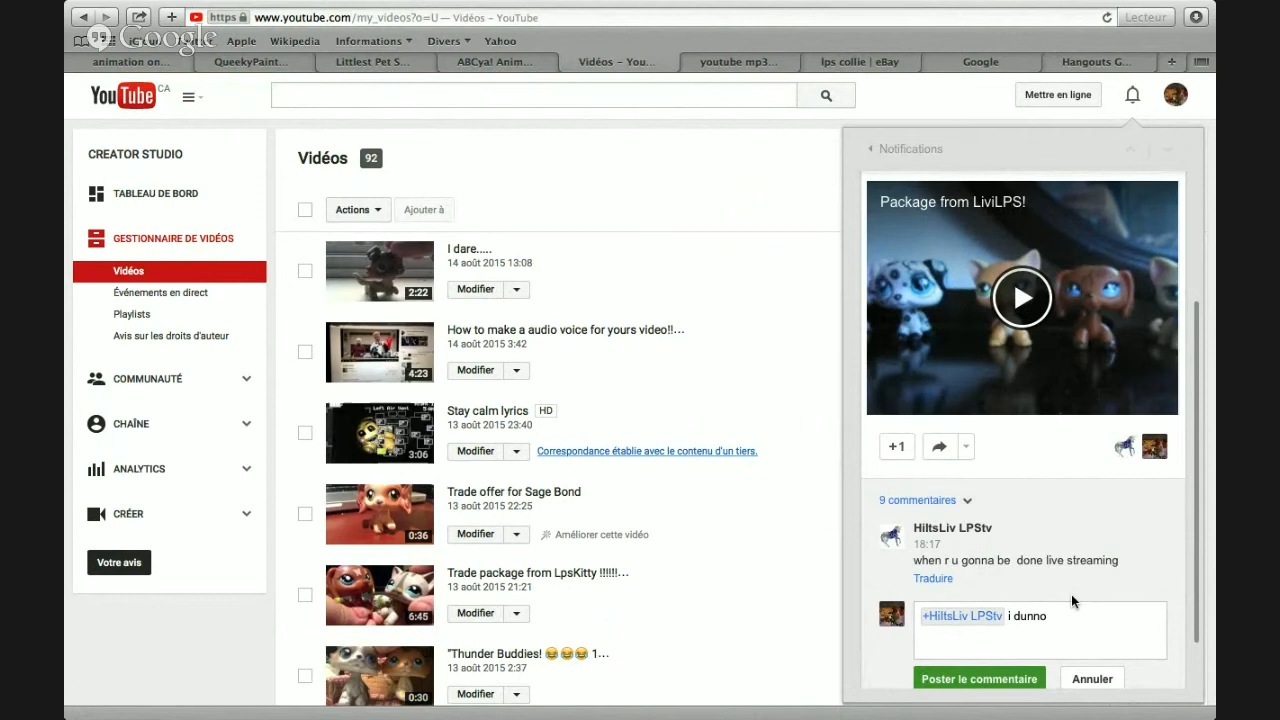 https www.youtube.com/my_videos?o=U — Vidéos – YouTube
Lecteur
Google
Apple Wikipedia Informations Divers Yahoo
animation on... QueekyPaint... Littlest Pet S... ABCya! Anim... Vidéos – You... youtube mp3... lps collie | eBay Google Hangouts G...
YouTube CA
Mettre en ligne
CREATOR STUDIO
TABLEAU DE BORD
GESTIONNAIRE DE VIDÉOS
Vidéos
Événements en direct
Playlists
Avis sur les droits d'auteur
COMMUNAUTÉ
CHAÎNE
ANALYTICS
CRÉER
Votre avis
Vidéos 92
Actions Ajouter à
I dare.....
14 août 2015 13:08
Modifier
2:22
How to make a audio voice for yours video!!...
14 août 2015 3:42
Modifier
4:23
Stay calm lyrics HD
13 août 2015 23:40
Modifier Correspondance établie avec le contenu d'un tiers.
3:06
Trade offer for Sage Bond
13 août 2015 22:25
Modifier Améliorer cette vidéo
0:36
Trade package from LpsKitty !!!!!!...
13 août 2015 21:21
Modifier
6:45
"Thunder Buddies! 😂😂😂 1...
13 août 2015 2:37
Modifier
0:30
Notifications
Package from LiviLPS!
+1
9 commentaires
HiltsLiv LPStv
18:17
when r u gonna be done live streaming
Traduire
+HiltsLiv LPStv i dunno
Poster le commentaire Annuler